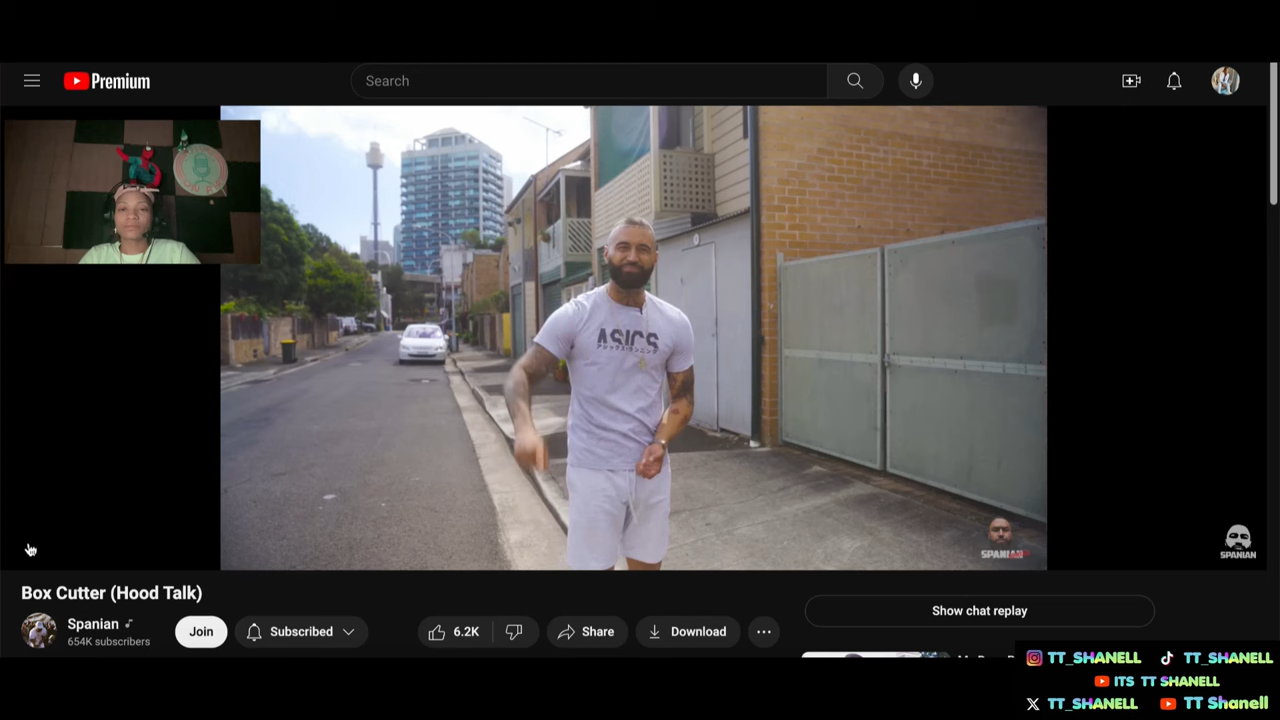 Premium
Search
ASICS
SPANIAN
SPANIAN
Box Cutter (Hood Talk)
Spanian
654K subscribers
Join
Subscribed
6.2K
Share
Download
Show chat replay
TT_SHANELL
TT_SHANELL
ITS TT SHANELL
TT_SHANELL
TT Shanell